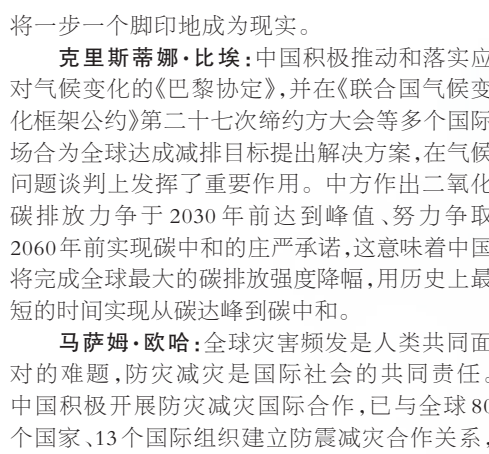 将一步一个脚印地成为现实。
克里斯蒂娜·比埃:中国积极推动和落实应
对气候变化的《巴黎协定》,并在《联合国气候变
化框架公约》第二十七次缔约方大会等多个国际
场合为全球达成减排目标提出解决方案,在气候
问题谈判上发挥了重要作用。中方作出二氧化
碳排放力争于2030年前达到峰值、努力争取
2060年前实现碳中和的庄严承诺,这意味着中国
将完成全球最大的碳排放强度降幅,用历史上最
短的时间实现从碳达峰到碳中和。
马萨姆·欧哈:全球灾害频发是人类共同面
对的难题,防灾减灾是国际社会的共同责任。
中国积极开展防灾减灾国际合作,已与全球80
个国家、13个国际组织建立防震减灾合作关系,